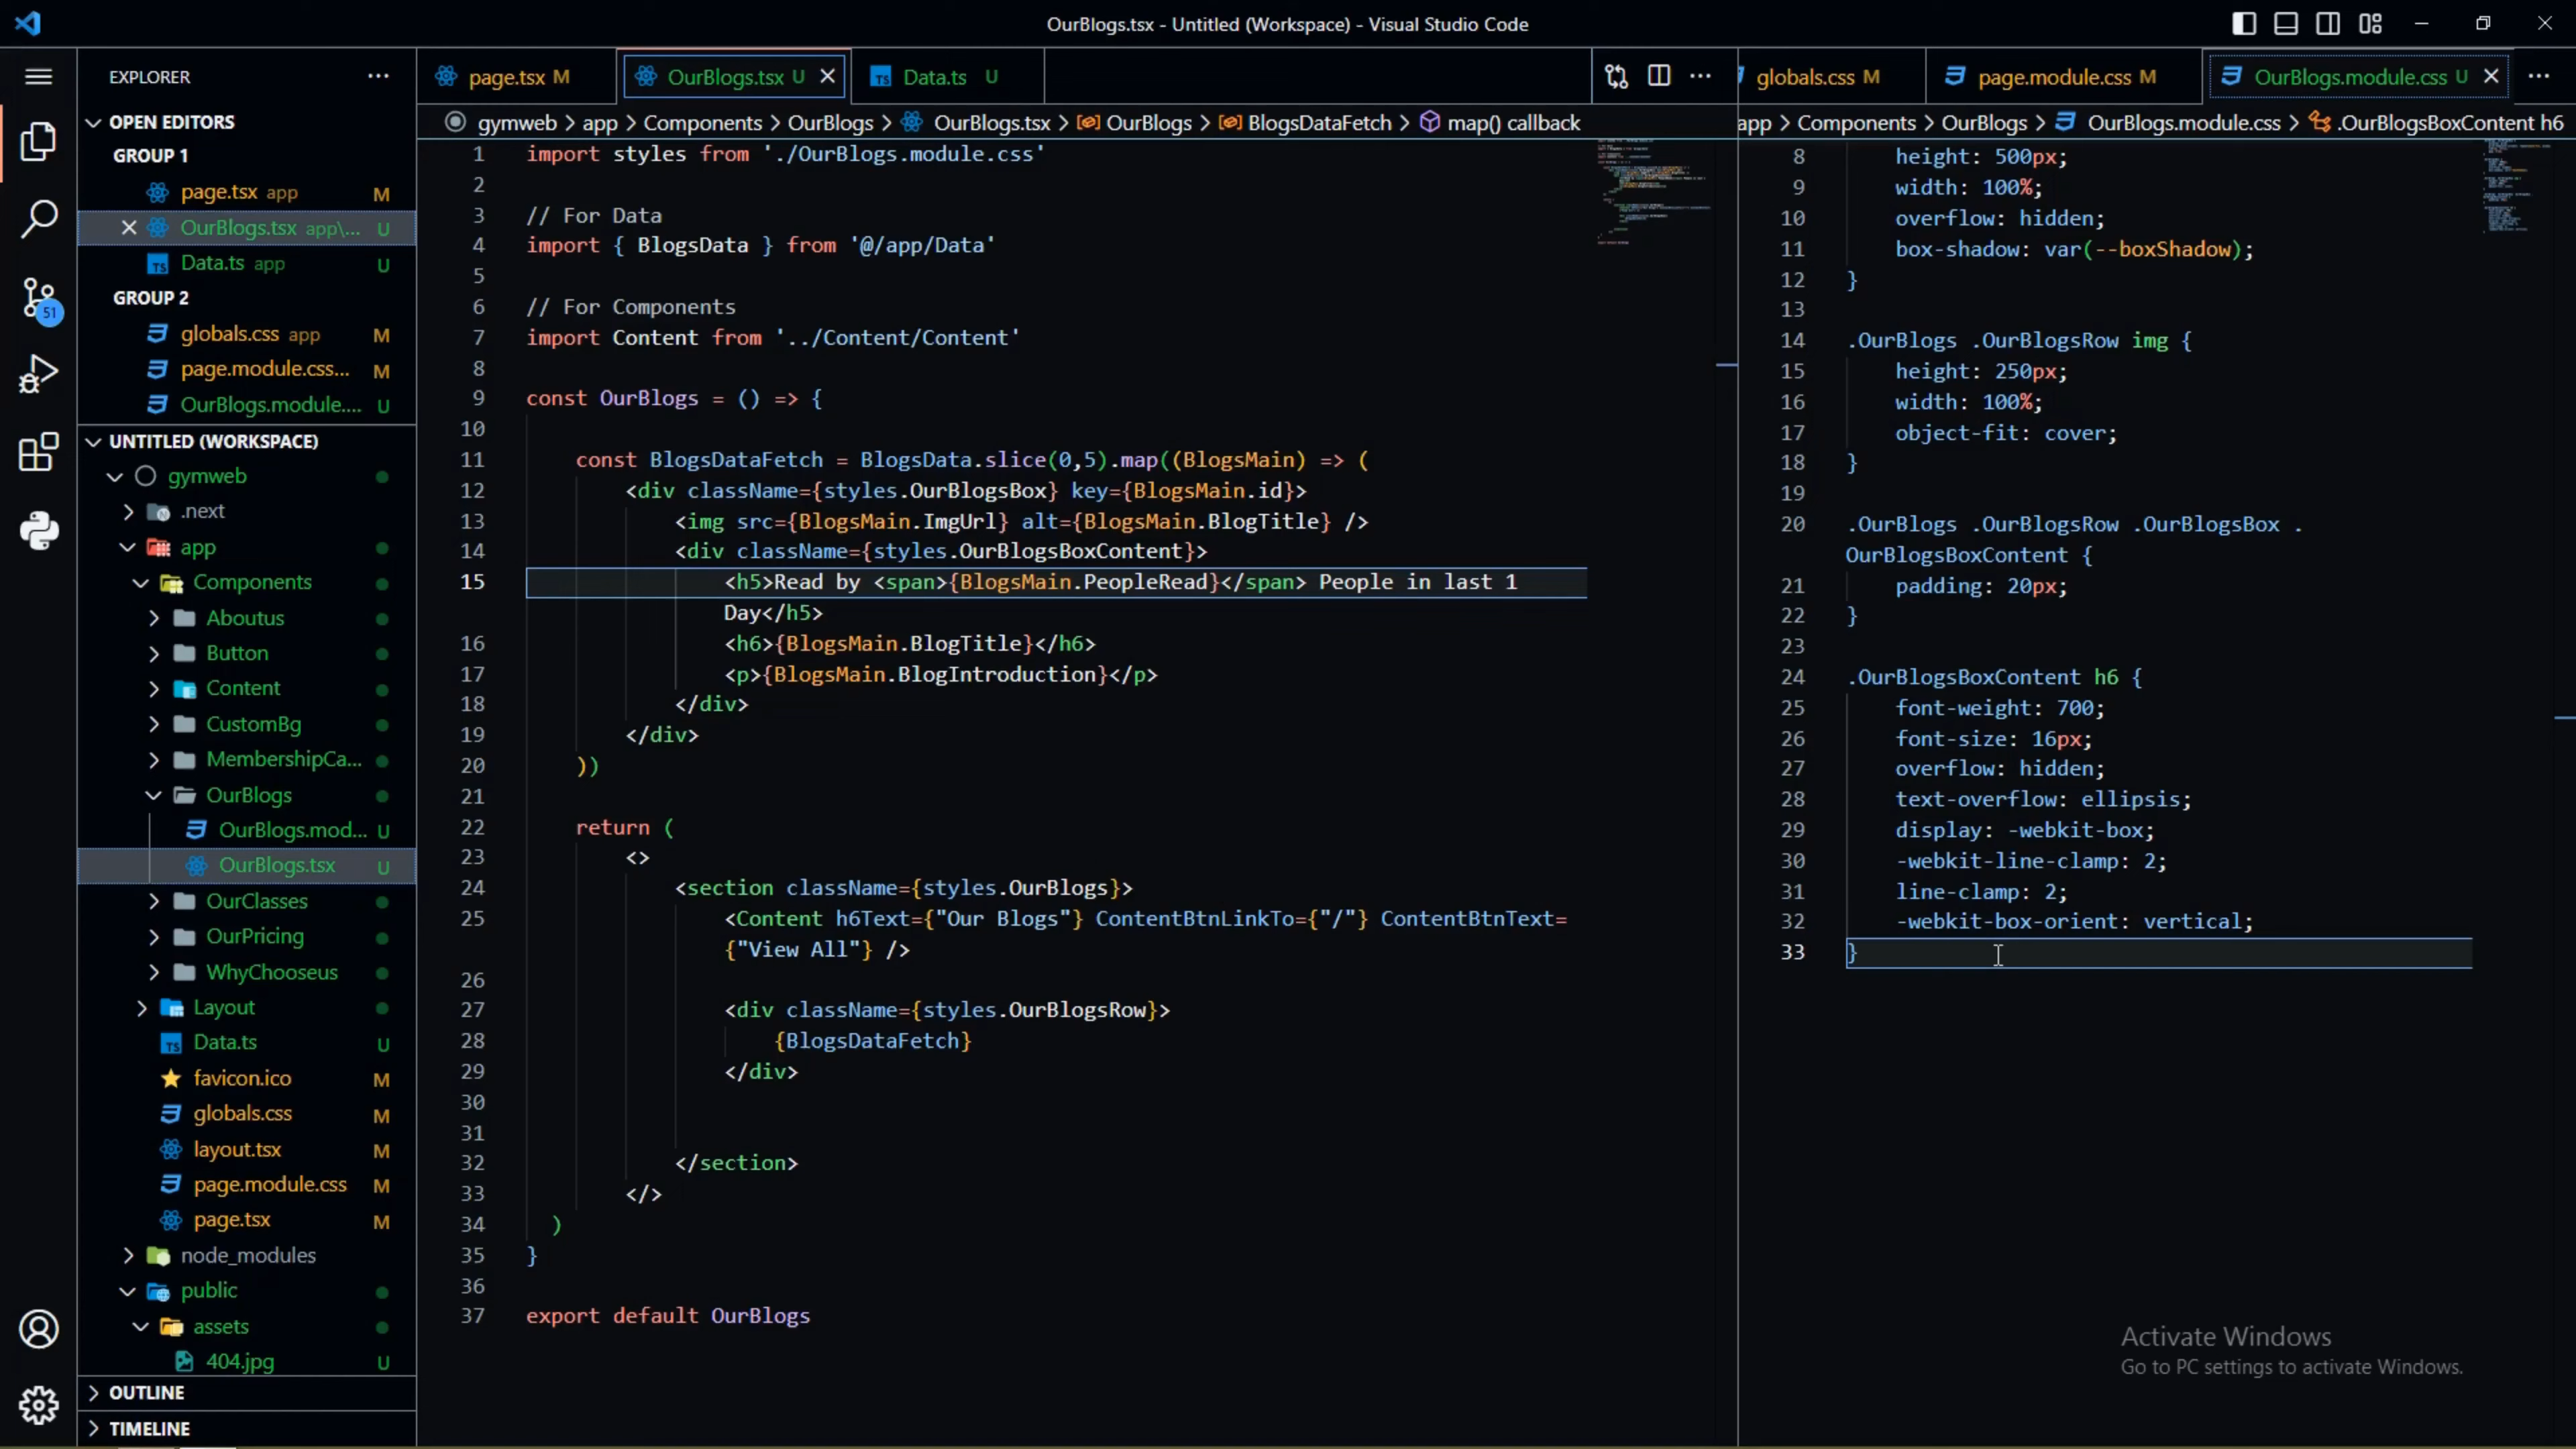 OurBlogs.tsx - Untitled (Workspace) - Visual Studio Code
EXPLORER
OPEN EDITORS
GROUP 1
page.tsx app M
OurBlogs.tsx app\... U
Data.ts app U
GROUP 2
globals.css app M
page.module.css... M
OurBlogs.module.... U
UNTITLED (WORKSPACE)
gymweb
.next
app
Components
Aboutus
Button
Content
CustomBg
MembershipCa...
OurBlogs
OurBlogs.mod... U
OurBlogs.tsx U
OurClasses
OurPricing
WhyChooseus
Layout
Data.ts U
favicon.ico M
globals.css M
layout.tsx M
page.module.css M
page.tsx M
node_modules
public
assets
404.jpg U
OUTLINE
TIMELINE
51
page.tsx M
OurBlogs.tsx U
Data.ts U
gymweb > app > Components > OurBlogs > OurBlogs.tsx > OurBlogs > BlogsDataFetch > map() callback
1 import styles from './OurBlogs.module.css'
2
3 // For Data
4 import { BlogsData } from '@/app/Data'
5
6 // For Components
7 import Content from '../Content/Content'
8
9 const OurBlogs = () => {
10
11 const BlogsDataFetch = BlogsData.slice(0,5).map((BlogsMain) => (
12 <div className={styles.OurBlogsBox} key={BlogsMain.id}>
13 <img src={BlogsMain.ImgUrl} alt={BlogsMain.BlogTitle} />
14 <div className={styles.OurBlogsBoxContent}>
15 <h5>Read by <span>{BlogsMain.PeopleRead}</span> People in last 1
Day</h5>
16 <h6>{BlogsMain.BlogTitle}</h6>
17 <p>{BlogsMain.BlogIntroduction}</p>
18 </div>
19 </div>
20 ))
21
22 return (
23 <>
24 <section className={styles.OurBlogs}>
25 <Content h6Text={"Our Blogs"} ContentBtnLinkTo={"/"} ContentBtnText=
{"View All"} />
26
27 <div className={styles.OurBlogsRow}>
28 {BlogsDataFetch}
29 </div>
30
31
32 </section>
33 </>
34 )
35 }
36
37 export default OurBlogs
globals.css M
page.module.css M
OurBlogs.module.css U
app > Components > OurBlogs > OurBlogs.module.css > .OurBlogsBoxContent h6
8 height: 500px;
9 width: 100%;
10 overflow: hidden;
11 box-shadow: var(--boxShadow);
12 }
13
14 .OurBlogs .OurBlogsRow img {
15 height: 250px;
16 width: 100%;
17 object-fit: cover;
18 }
19
20 .OurBlogs .OurBlogsRow .OurBlogsBox .
OurBlogsBoxContent {
21 padding: 20px;
22 }
23
24 .OurBlogsBoxContent h6 {
25 font-weight: 700;
26 font-size: 16px;
27 overflow: hidden;
28 text-overflow: ellipsis;
29 display: -webkit-box;
30 -webkit-line-clamp: 2;
31 line-clamp: 2;
32 -webkit-box-orient: vertical;
33 }
Activate Windows
Go to PC settings to activate Windows.